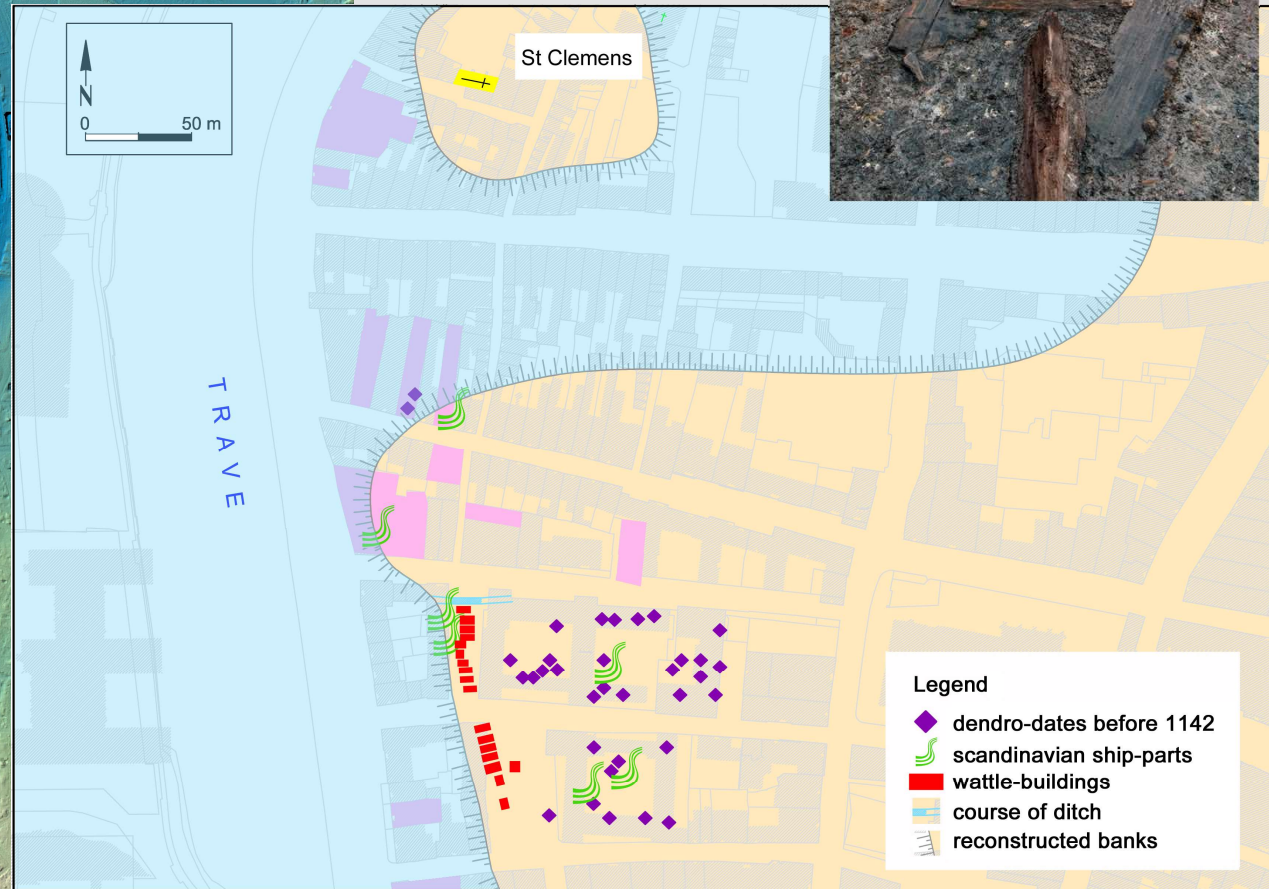 St Clemens
N
0 50 m
TRAVE
Legend
dendro-dates before 1142
scandinavian ship-parts
wattle-buildings
course of ditch
reconstructed banks